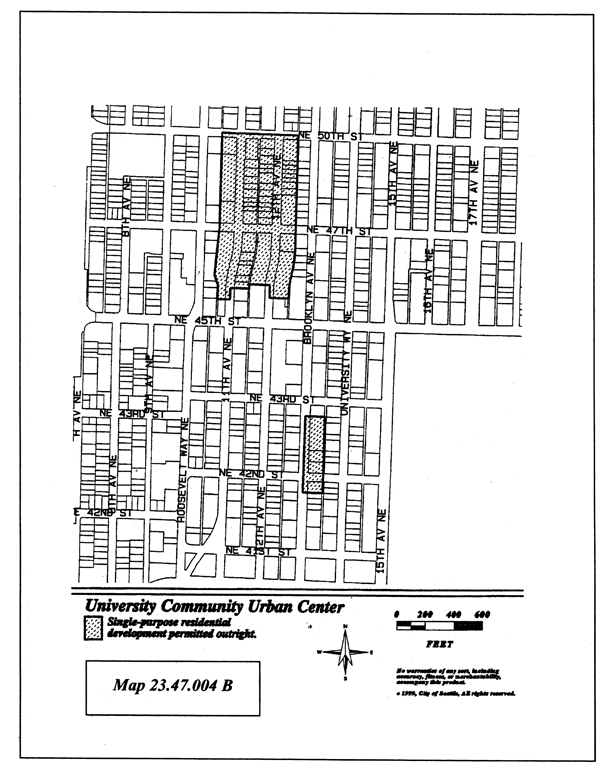 NE 50TH ST
15TH AV NE
17TH AV NE
12TH AV NE
8TH AV NE
NE 47TH ST
BROOKLYN AV NE
16TH AV NE
NE 45TH ST
UNIVERSITY WY NE
11TH AV NE
9TH AV NE
NE 43RD ST
TH AV NE
NE 43RD ST
ROOSEVELT WAY NE
NE 42ND ST
8TH AV NE
12TH AV NE
E 42ND ST
15TH AV NE
NE 41ST ST
University Community Urban Center
Single-purpose residential
development permitted outright.
0 200 400 600
FEET
N
W E
S
Map 23.47.004 B
No warranties of any sort, including
accuracy, fitness, or merchantability,
accompany this product.
© 1999, City of Seattle, All rights reserved.